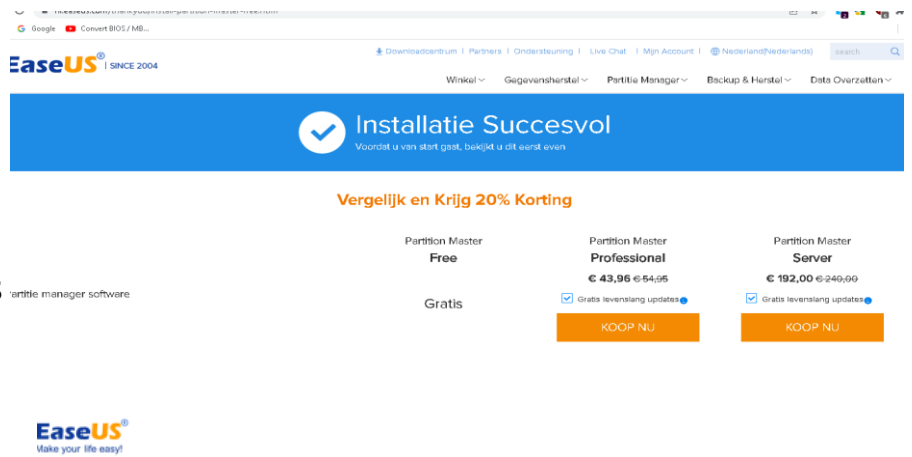 Google Convert BIOS / MB...
Downloadcentrum | Partners | Ondersteuning | Live Chat | Mijn Account | Nederland(Nederlands) search
EaseUS® | SINCE 2004
Winkel Gegevensherstel Partitie Manager Backup & Herstel Data Overzetten
Installatie Succesvol
Voordat u van start gaat, bekijkt u dit eerst even
Vergelijk en Krijg 20% Korting
Partition Master Partition Master Partition Master
Free Professional Server
€ 43,96 € 54,95 € 192,00 € 240,00
artitie manager software
Gratis Gratis levenslang updates Gratis levenslang updates
KOOP NU KOOP NU
EaseUS®
Make your life easy!